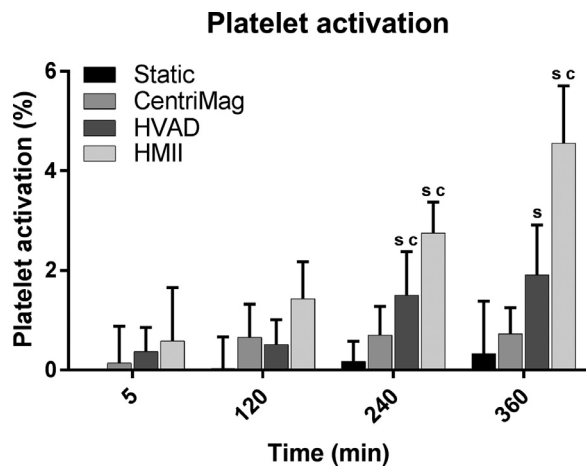 Platelet activation
Platelet activation (%)
6
4
2
0
Static
CentriMag
HVAD
HMII
s c
s c
s
s c
5
120
240
360
Time (min)